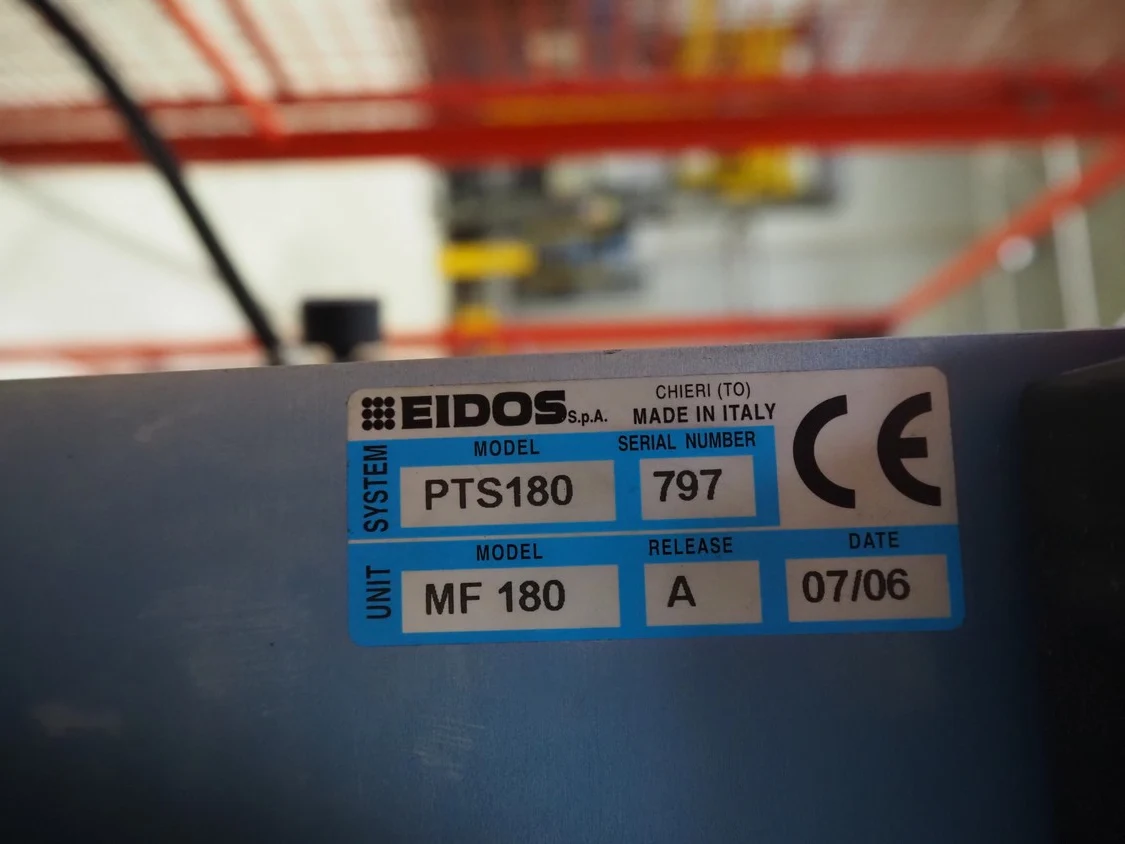 EIDOS S.p.A.
CHIERI (TO)
MADE IN ITALY
CE
SYSTEM
MODEL
SERIAL NUMBER
PTS180
797
UNIT
MODEL
RELEASE
DATE
MF 180
A
07/06